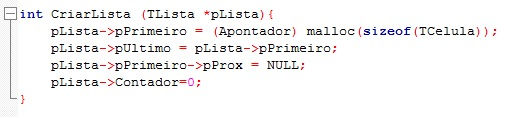 int CriarLista (TLista *pLista){
pLista->pPrimeiro = (Apontador) malloc(sizeof(TCelula));
pLista->pUltimo = pLista->pPrimeiro;
pLista->pPrimeiro->pProx = NULL;
pLista->Contador=0;
}